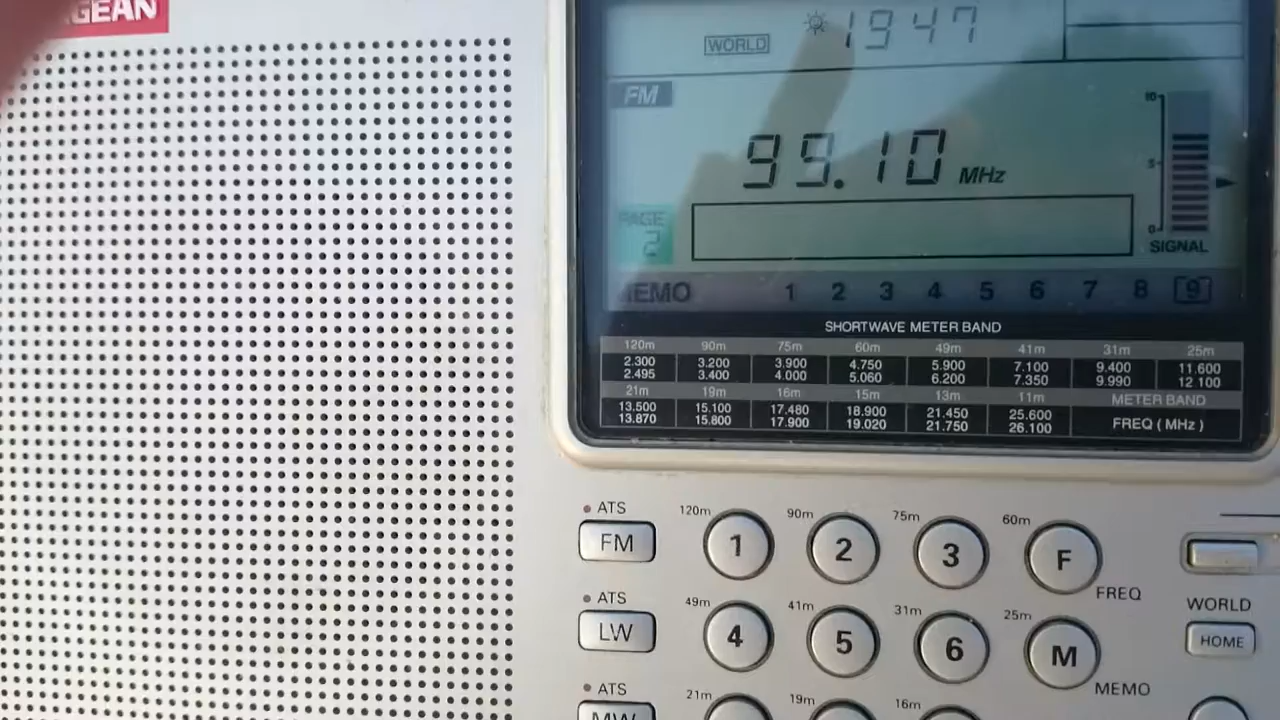 GEAN
WORLD 1947
FM
99.10 MHz
10
5
0
SIGNAL
PAGE
2
MEMO 1 2 3 4 5 6 7 8 9
SHORTWAVE METER BAND
120m 90m 75m 60m 49m 41m 31m 25m
2.300 3.200 3.900 4.750 5.900 7.100 9.400 11.600
2.495 3.400 4.000 5.060 6.200 7.350 9.990 12 100
21m 19m 16m 15m 13m 11m METER BAND
13.500 15.100 17.480 18.900 21.450 25.600 FREQ ( MHz )
13.870 15.800 17.900 19.020 21.750 26.100
ATS 120m 90m 75m 60m
FM 1 2 3 F
FREQ
ATS 49m 41m 31m 25m WORLD
LW 4 5 6 M HOME
MEMO
ATS 21m 19m 16m
MW